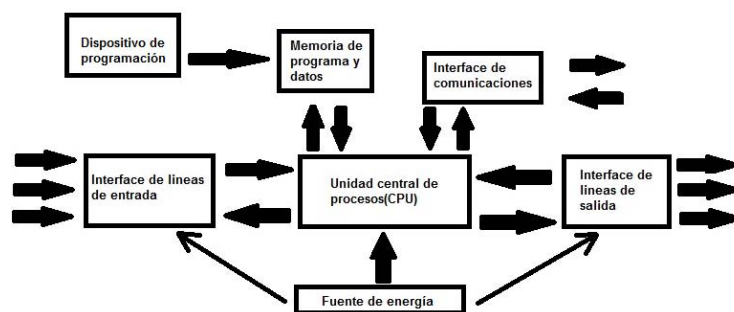 Dispositivo de
programación
Memoria de
programa y
datos
Interface de
comunicaciones
Interface de lineas
de entrada
Unidad central de
procesos(CPU)
Interface de
lineas de
salida
Fuente de energía